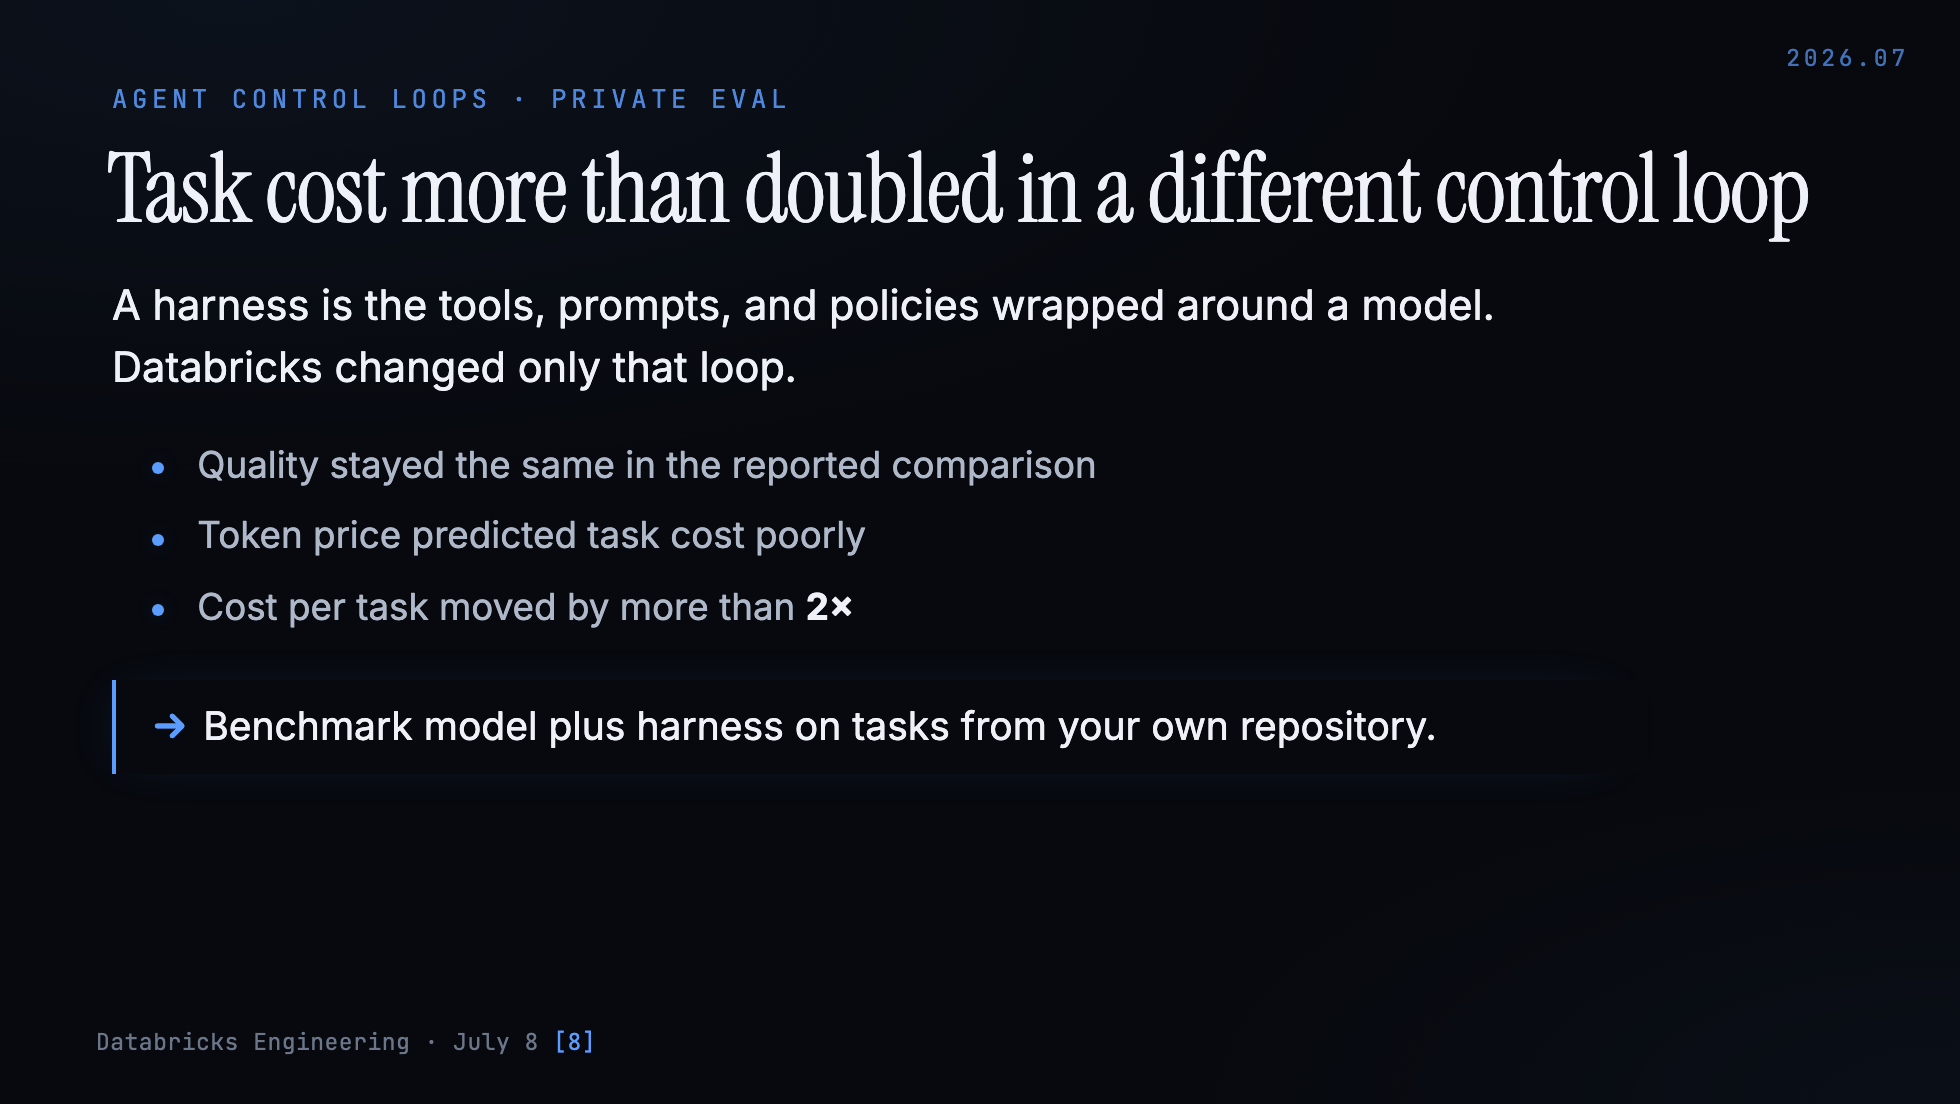 2026.07
AGENT CONTROL LOOPS · PRIVATE EVAL
Task cost more than doubled in a different control loop
A harness is the tools, prompts, and policies wrapped around a model.
Databricks changed only that loop.
• Quality stayed the same in the reported comparison
• Token price predicted task cost poorly
• Cost per task moved by more than 2×
→ Benchmark model plus harness on tasks from your own repository.
Databricks Engineering · July 8 [8]